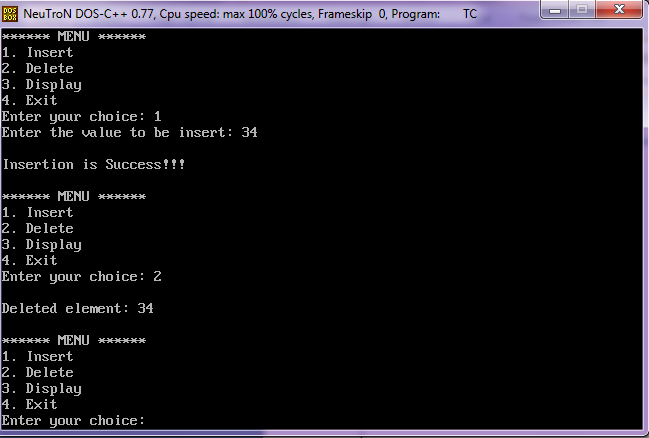 DOS BOX NeuTroN DOS-C++ 0.77, Cpu speed: max 100% cycles, Frameskip 0, Program: TC
****** MENU ******
1. Insert
2. Delete
3. Display
4. Exit
Enter your choice: 1
Enter the value to be insert: 34
Insertion is Success!!!
****** MENU ******
1. Insert
2. Delete
3. Display
4. Exit
Enter your choice: 2
Deleted element: 34
****** MENU ******
1. Insert
2. Delete
3. Display
4. Exit
Enter your choice: